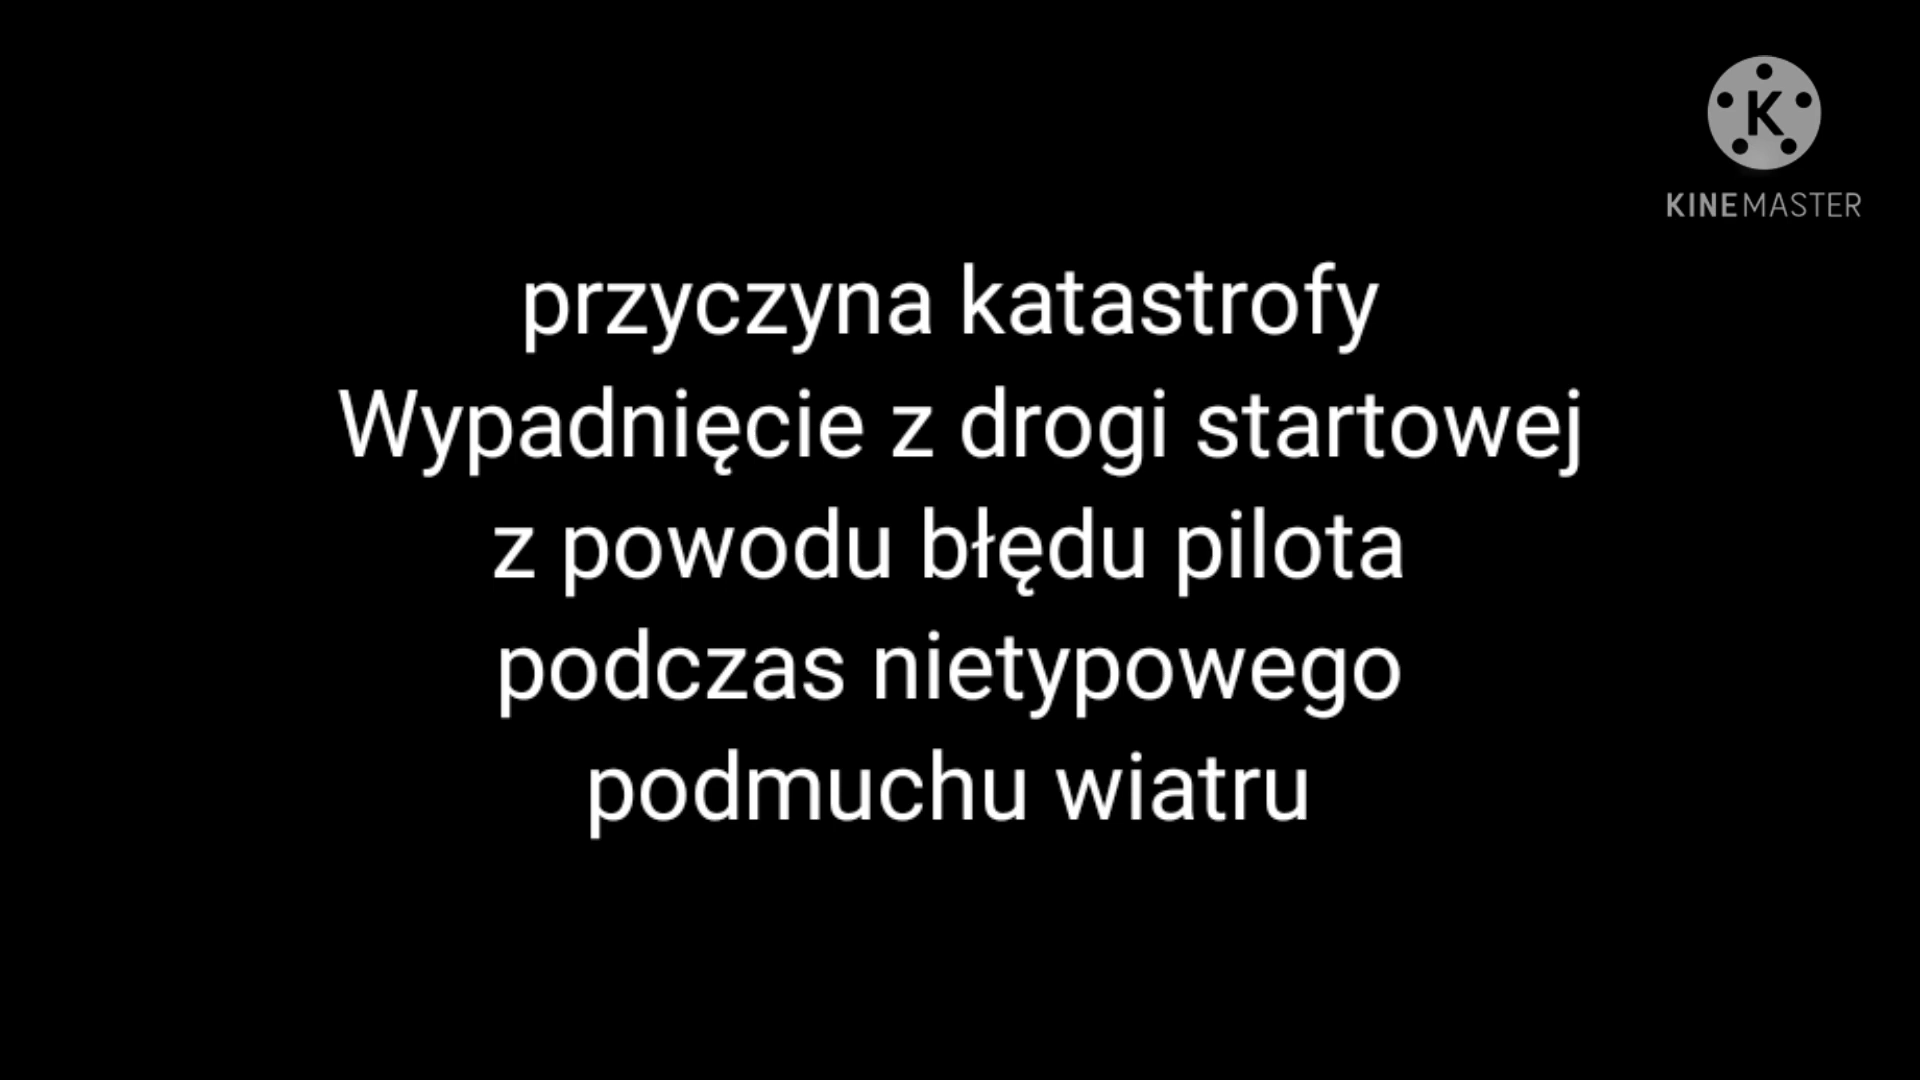 K
KINEMASTER
przyczyna katastrofy
Wypadnięcie z drogi startowej
z powodu błędu pilota
podczas nietypowego
podmuchu wiatru